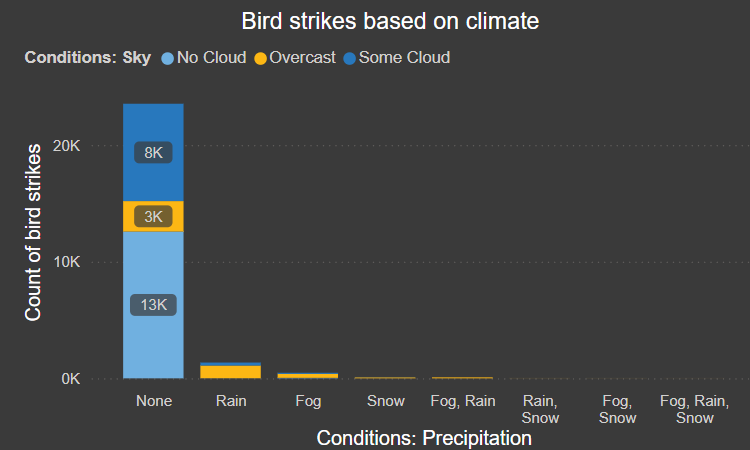 Bird strikes based on climate
Conditions: Sky No Cloud Overcast Some Cloud
Count of bird strikes
20K
10K
0K
8K
3K
13K
None Rain Fog Snow Fog, Rain Rain, Snow Fog, Snow Fog, Rain, Snow
Conditions: Precipitation